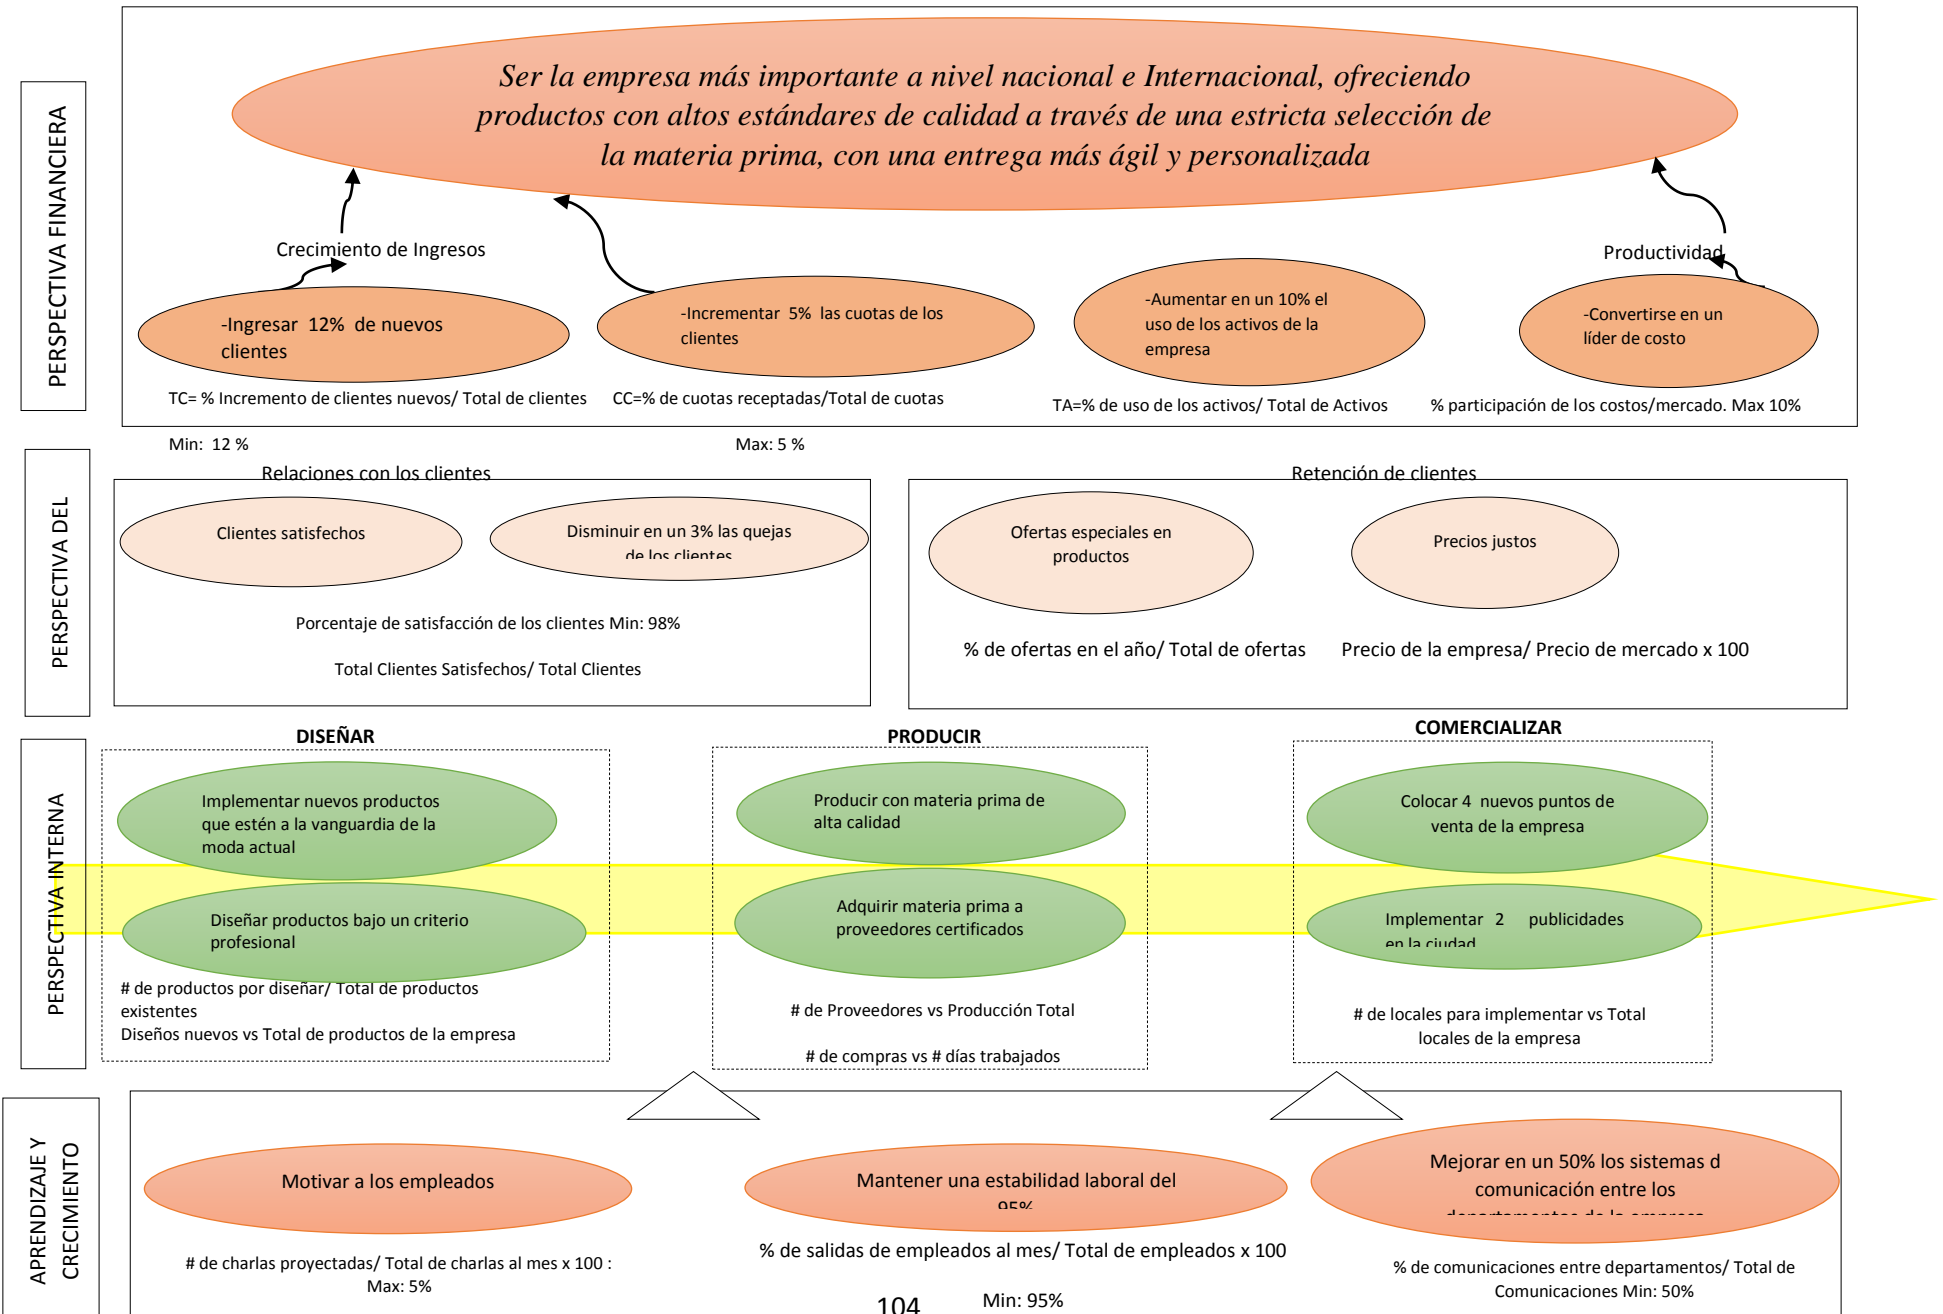 PERSPECTIVA FINANCIERA
Ser la empresa más importante a nivel nacional e Internacional, ofreciendo
productos con altos estándares de calidad a través de una estricta selección de
la materia prima, con una entrega más ágil y personalizada
Crecimiento de Ingresos
Productividad
-Ingresar 12% de nuevos
clientes
-Incrementar 5% las cuotas de los
clientes
-Aumentar en un 10% el
uso de los activos de la
empresa
-Convertirse en un
líder de costo
TC= % Incremento de clientes nuevos/ Total de clientes
CC=% de cuotas receptadas/Total de cuotas
TA=% de uso de los activos/ Total de Activos
% participación de los costos/mercado. Max 10%
Min: 12 %
Max: 5 %
PERSPECTIVA DEL
Relaciones con los clientes
Retención de clientes
Clientes satisfechos
Disminuir en un 3% las quejas
de los clientes
Ofertas especiales en
productos
Precios justos
Porcentaje de satisfacción de los clientes Min: 98%
Total Clientes Satisfechos/ Total Clientes
% de ofertas en el año/ Total de ofertas
Precio de la empresa/ Precio de mercado x 100
PERSPECTIVA INTERNA
DISEÑAR
PRODUCIR
COMERCIALIZAR
Implementar nuevos productos
que estén a la vanguardia de la
moda actual
Producir con materia prima de
alta calidad
Colocar 4 nuevos puntos de
venta de la empresa
Diseñar productos bajo un criterio
profesional
Adquirir materia prima a
proveedores certificados
Implementar 2 publicidades
en la ciudad
# de productos por diseñar/ Total de productos
existentes
Diseños nuevos vs Total de productos de la empresa
# de Proveedores vs Producción Total
# de compras vs # días trabajados
# de locales para implementar vs Total
locales de la empresa
APRENDIZAJE Y
CRECIMIENTO
Motivar a los empleados
Mantener una estabilidad laboral del
95%
Mejorar en un 50% los sistemas d
comunicación entre los
departamentos de la empresa
# de charlas proyectadas/ Total de charlas al mes x 100 :
Max: 5%
% de salidas de empleados al mes/ Total de empleados x 100
Min: 95%
% de comunicaciones entre departamentos/ Total de
Comunicaciones Min: 50%
104